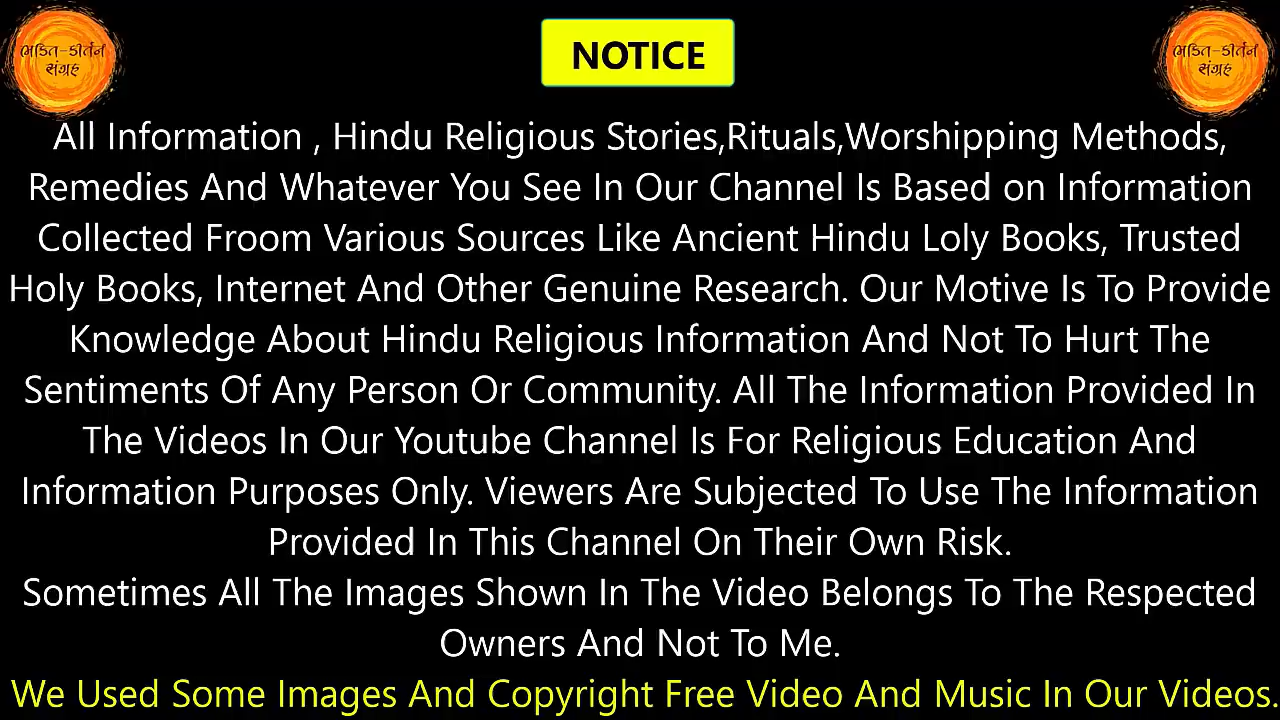 भक्ति-कीर्तन
संग्रह
NOTICE
भक्ति-कीर्तन
संग्रह
All Information , Hindu Religious Stories,Rituals,Worshipping Methods,
Remedies And Whatever You See In Our Channel Is Based on Information
Collected Froom Various Sources Like Ancient Hindu Loly Books, Trusted
Holy Books, Internet And Other Genuine Research. Our Motive Is To Provide
Knowledge About Hindu Religious Information And Not To Hurt The
Sentiments Of Any Person Or Community. All The Information Provided In
The Videos In Our Youtube Channel Is For Religious Education And
Information Purposes Only. Viewers Are Subjected To Use The Information
Provided In This Channel On Their Own Risk.
Sometimes All The Images Shown In The Video Belongs To The Respected
Owners And Not To Me.
We Used Some Images And Copyright Free Video And Music In Our Videos.